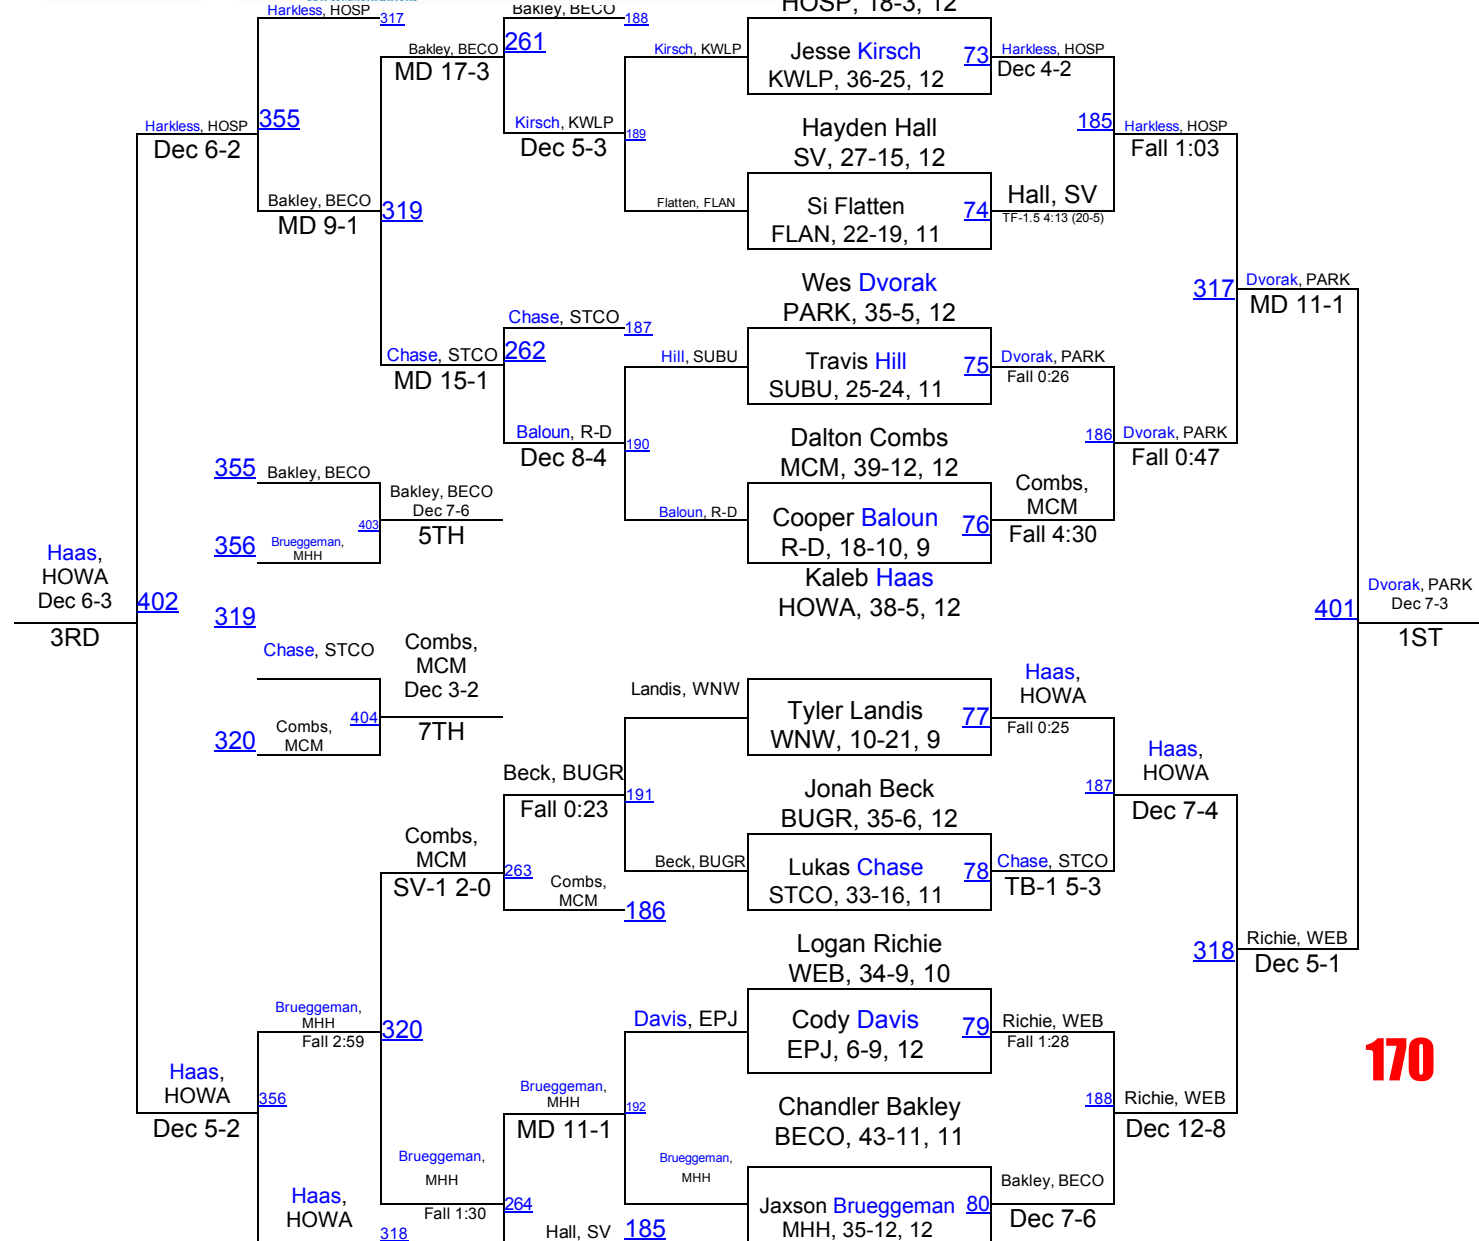 Harkless, HOSP
317
Bakley, BECO
188
HOSP, 18-3, 12
Bakley, BECO
MD 17-3
261
Kirsch, KWLP
Jesse Kirsch
KWLP, 36-25, 12
73
Harkless, HOSP
Dec 4-2
Harkless, HOSP
Dec 6-2
355
Kirsch, KWLP
Dec 5-3
189
Hayden Hall
SV, 27-15, 12
185
Harkless, HOSP
Fall 1:03
Bakley, BECO
MD 9-1
319
Flatten, FLAN
Si Flatten
FLAN, 22-19, 11
74
Hall, SV
TF-1.5 4:13 (20-5)
Wes Dvorak
PARK, 35-5, 12
317
Dvorak, PARK
MD 11-1
Chase, STCO
187
Chase, STCO
MD 15-1
262
Hill, SUBU
Travis Hill
SUBU, 25-24, 11
75
Dvorak, PARK
Fall 0:26
Baloun, R-D
Dec 8-4
190
Dalton Combs
MCM, 39-12, 12
186
Dvorak, PARK
Fall 0:47
355
Bakley, BECO
Bakley, BECO
Dec 7-6
403
5TH
356
Brueggeman,
MHH
Baloun, R-D
Cooper Baloun
R-D, 18-10, 9
76
Combs,
MCM
Fall 4:30
Haas,
HOWA
Dec 6-3
3RD
402
Kaleb Haas
HOWA, 38-5, 12
401
Dvorak, PARK
Dec 7-3
1ST
319
Chase, STCO
Combs,
MCM
Dec 3-2
404
7TH
320
Combs,
MCM
Landis, WNW
Tyler Landis
WNW, 10-21, 9
77
Haas,
HOWA
Fall 0:25
Beck, BUGR
Fall 0:23
191
Jonah Beck
BUGR, 35-6, 12
187
Haas,
HOWA
Dec 7-4
Combs,
MCM
SV-1 2-0
263
Combs,
MCM
186
Beck, BUGR
Lukas Chase
STCO, 33-16, 11
78
Chase, STCO
TB-1 5-3
Logan Richie
WEB, 34-9, 10
318
Richie, WEB
Dec 5-1
Brueggeman,
MHH
Fall 2:59
320
Davis, EPJ
Cody Davis
EPJ, 6-9, 12
79
Richie, WEB
Fall 1:28
170
Haas,
HOWA
Dec 5-2
356
Brueggeman,
MHH
MD 11-1
192
Chandler Bakley
BECO, 43-11, 11
188
Richie, WEB
Dec 12-8
Haas,
HOWA
318
Brueggeman,
MHH
Fall 1:30
264
Hall, SV
185
Brueggeman,
MHH
Jaxson Brueggeman
MHH, 35-12, 12
80
Bakley, BECO
Dec 7-6